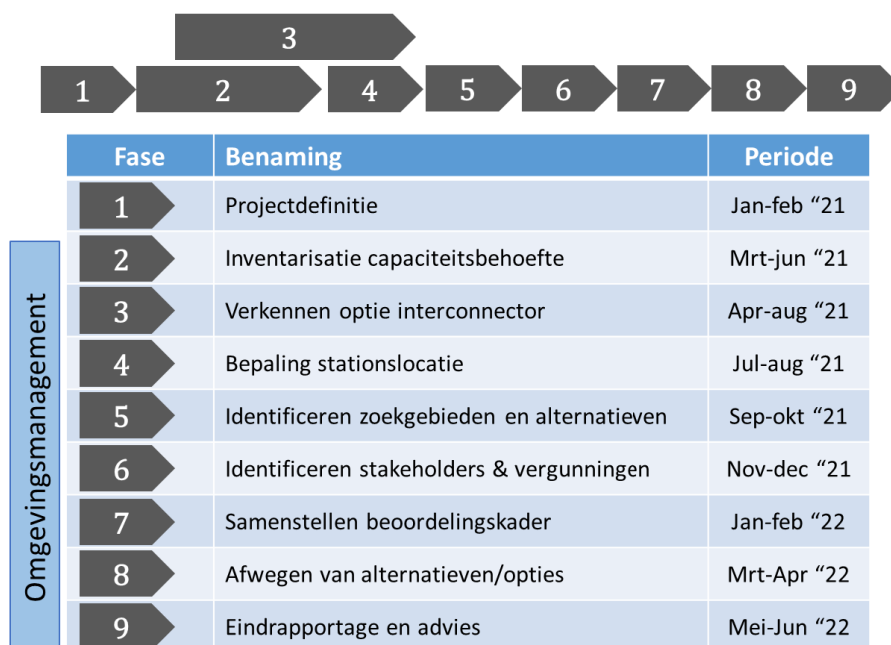 3
1 2 4 5 6 7 8 9
Fase Benaming Periode
1 Projectdefinitie Jan-feb “21
2 Inventarisatie capaciteitsbehoefte Mrt-jun “21
3 Verkennen optie interconnector Apr-aug “21
4 Bepaling stationslocatie Jul-aug “21
5 Identificeren zoekgebieden en alternatieven Sep-okt “21
6 Identificeren stakeholders & vergunningen Nov-dec “21
7 Samenstellen beoordelingskader Jan-feb “22
8 Afwegen van alternatieven/opties Mrt-Apr “22
9 Eindrapportage en advies Mei-Jun “22
Omgevingsmanagement